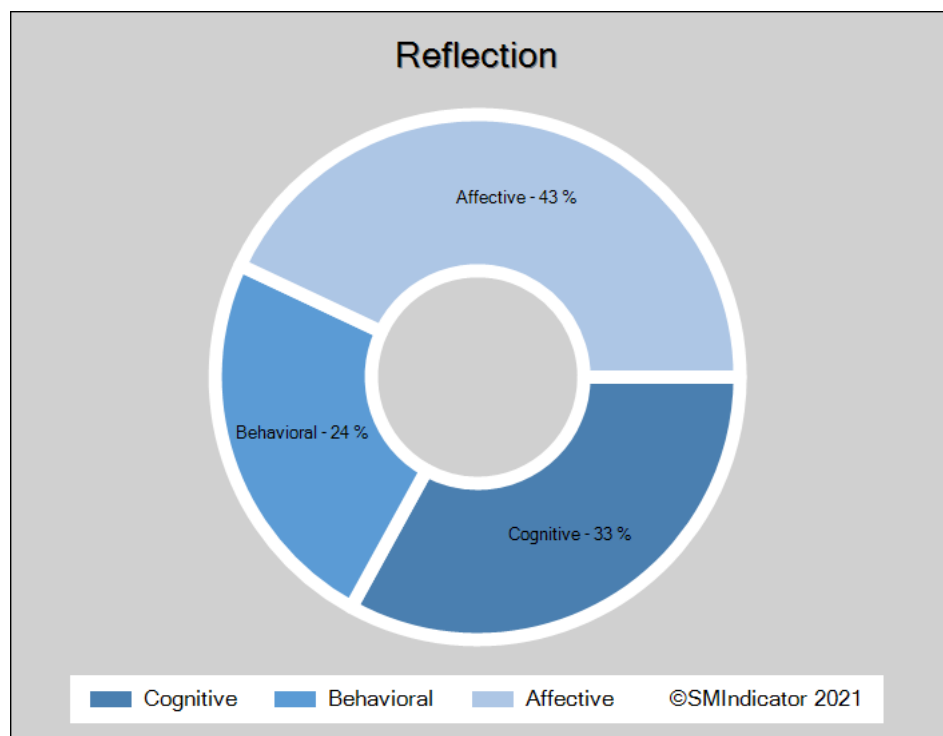 Reflection
Affective - 43 %
Behavioral - 24 %
Cognitive - 33 %
Cognitive Behavioral Affective ©SMIndicator 2021